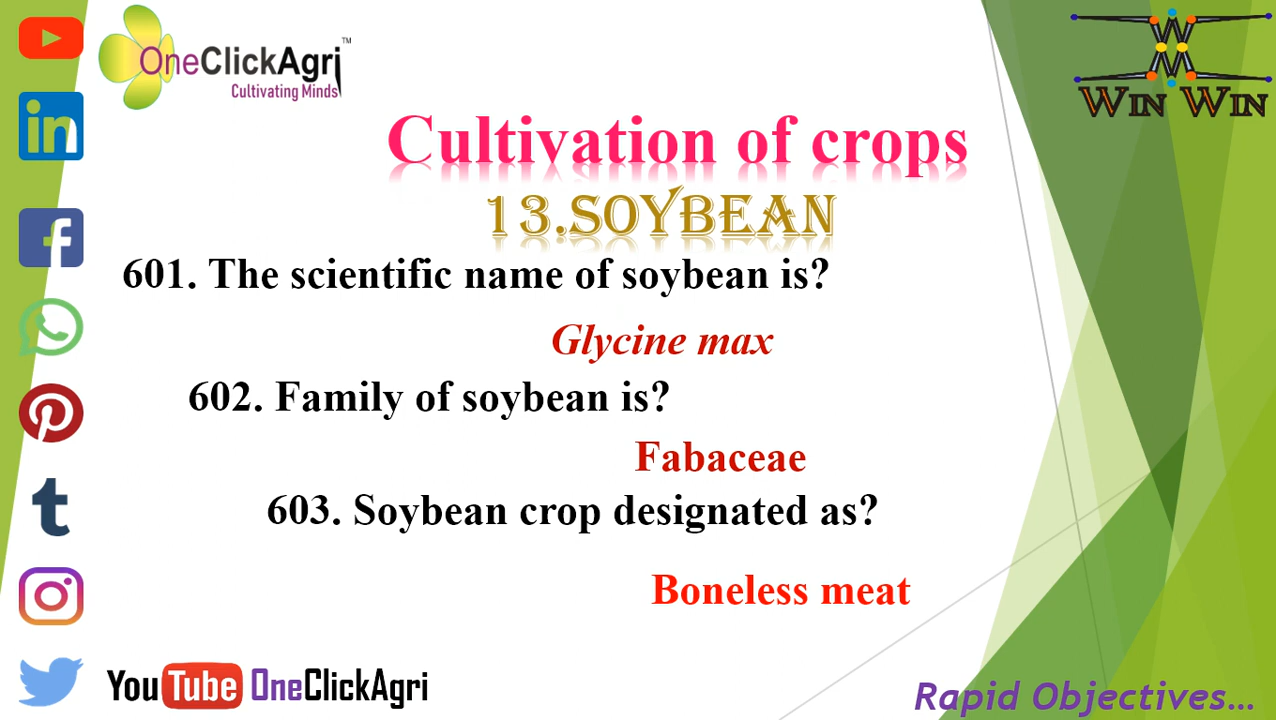 OneClickAgri™
Cultivating Minds
WIN WIN
Cultivation of crops
13.SOYBEAN
601. The scientific name of soybean is?
Glycine max
602. Family of soybean is?
Fabaceae
603. Soybean crop designated as?
Boneless meat
YouTube OneClickAgri
Rapid Objectives...